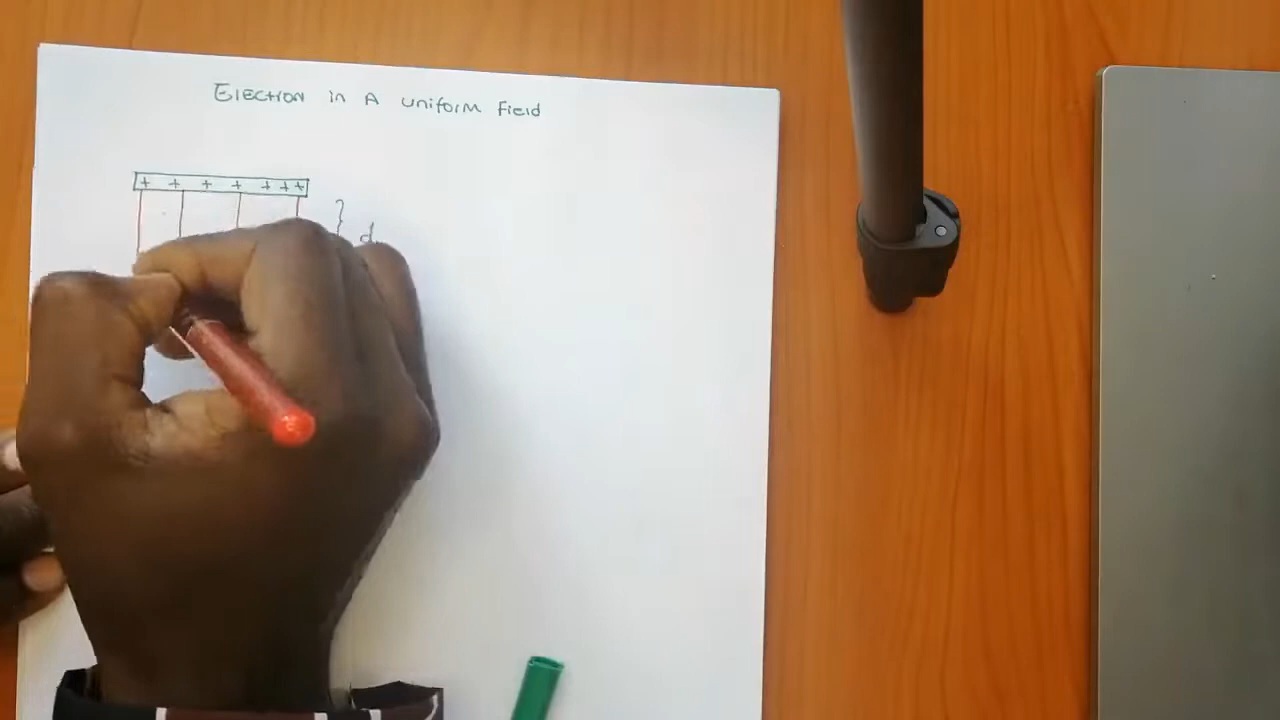 Electron in A uniform Field
+ + + + + + +
} d